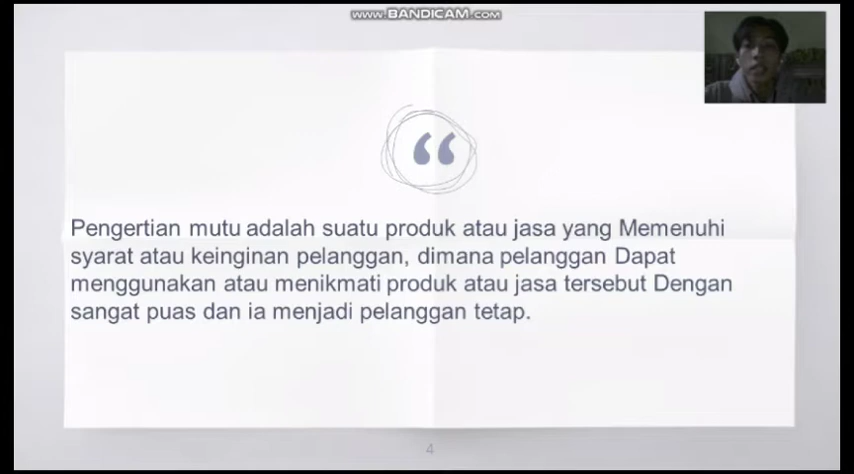 www.BANDICAM.com
“
Pengertian mutu adalah suatu produk atau jasa yang Memenuhi
syarat atau keinginan pelanggan, dimana pelanggan Dapat
menggunakan atau menikmati produk atau jasa tersebut Dengan
sangat puas dan ia menjadi pelanggan tetap.
4